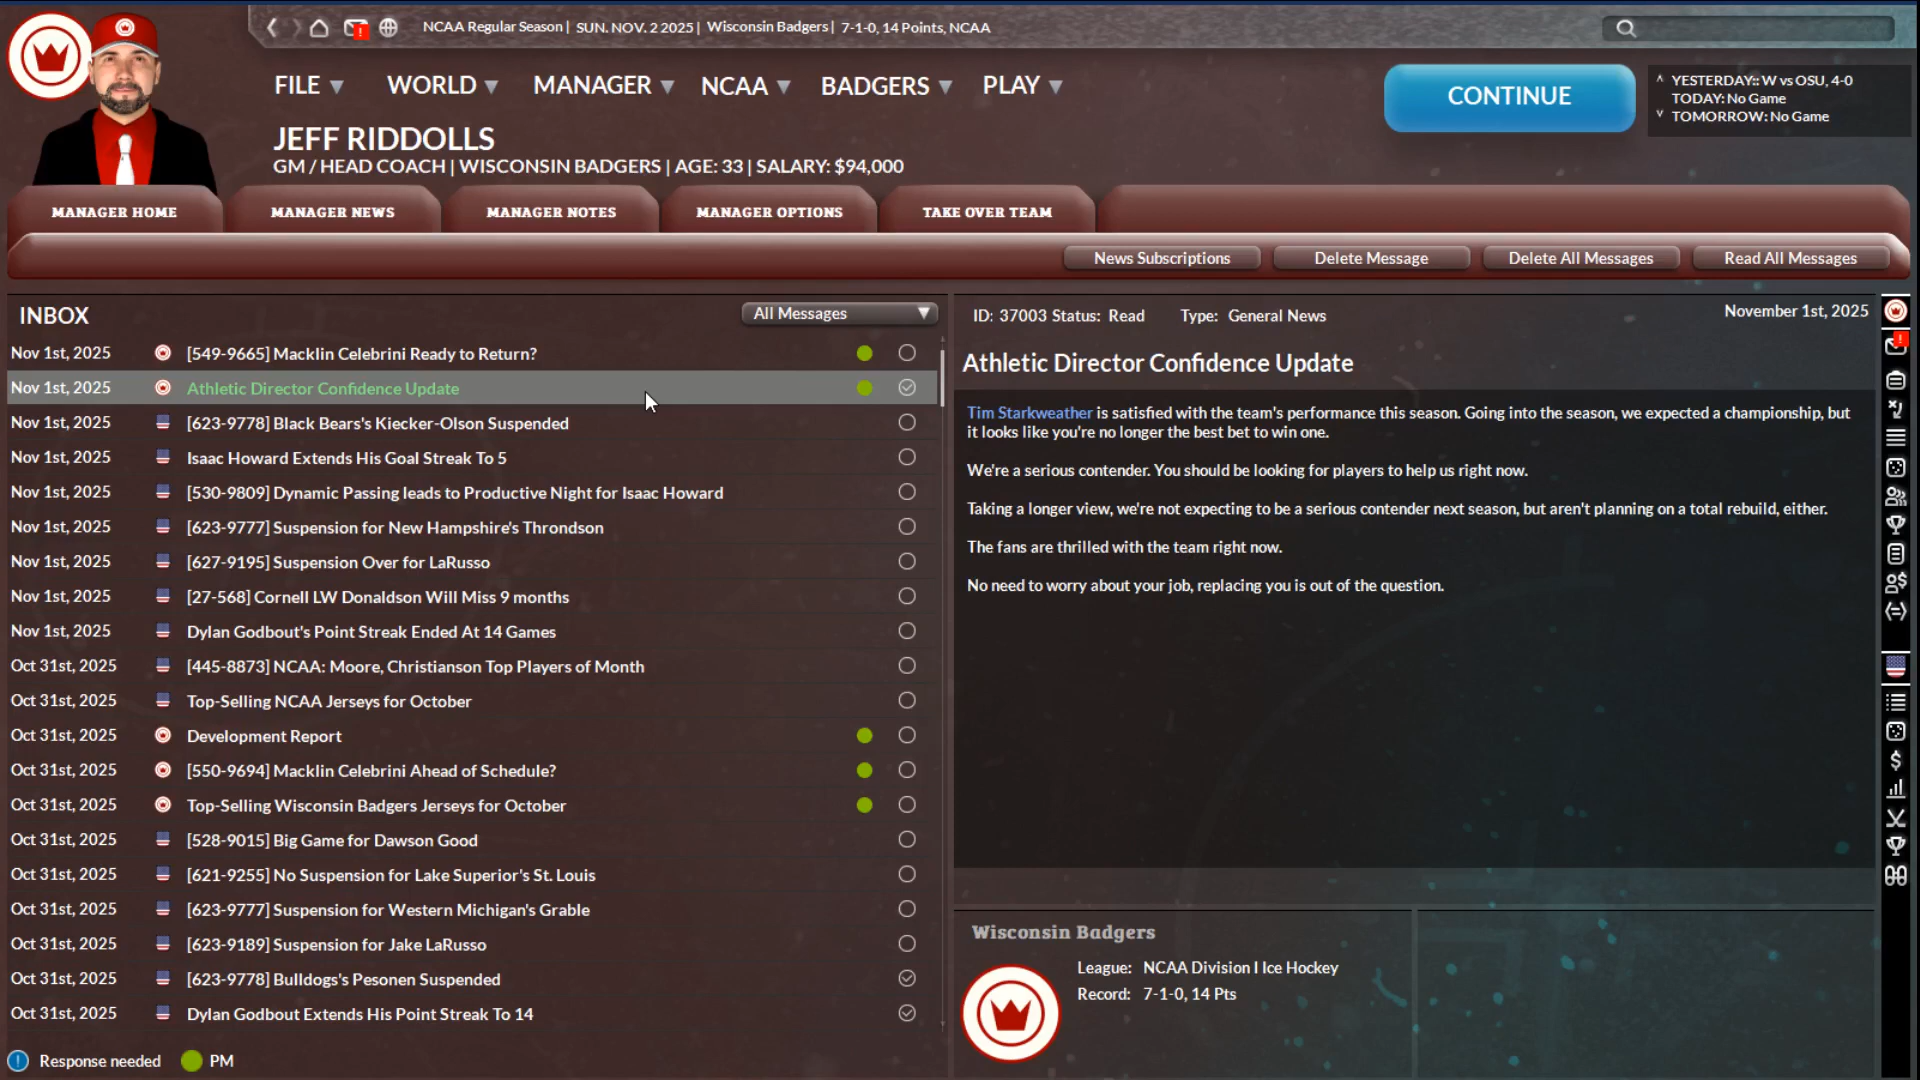 NCAA Regular Season | SUN. NOV. 2 2025 | Wisconsin Badgers | 7-1-0, 14 Points, NCAA
FILE WORLD MANAGER NCAA BADGERS PLAY
CONTINUE
YESTERDAY:: W vs OSU, 4-0
TODAY: No Game
TOMORROW: No Game
JEFF RIDDOLLS
GM / HEAD COACH | WISCONSIN BADGERS | AGE: 33 | SALARY: $94,000
MANAGER HOME MANAGER NEWS MANAGER NOTES MANAGER OPTIONS TAKE OVER TEAM
News Subscriptions Delete Message Delete All Messages Read All Messages
INBOX All Messages
Nov 1st, 2025 [549-9665] Macklin Celebrini Ready to Return?
Nov 1st, 2025 Athletic Director Confidence Update
Nov 1st, 2025 [623-9778] Black Bears's Kiecker-Olson Suspended
Nov 1st, 2025 Isaac Howard Extends His Goal Streak To 5
Nov 1st, 2025 [530-9809] Dynamic Passing leads to Productive Night for Isaac Howard
Nov 1st, 2025 [623-9777] Suspension for New Hampshire's Throndson
Nov 1st, 2025 [627-9195] Suspension Over for LaRusso
Nov 1st, 2025 [27-568] Cornell LW Donaldson Will Miss 9 months
Nov 1st, 2025 Dylan Godbout's Point Streak Ended At 14 Games
Oct 31st, 2025 [445-8873] NCAA: Moore, Christianson Top Players of Month
Oct 31st, 2025 Top-Selling NCAA Jerseys for October
Oct 31st, 2025 Development Report
Oct 31st, 2025 [550-9694] Macklin Celebrini Ahead of Schedule?
Oct 31st, 2025 Top-Selling Wisconsin Badgers Jerseys for October
Oct 31st, 2025 [528-9015] Big Game for Dawson Good
Oct 31st, 2025 [621-9255] No Suspension for Lake Superior's St. Louis
Oct 31st, 2025 [623-9777] Suspension for Western Michigan's Grable
Oct 31st, 2025 [623-9189] Suspension for Jake LaRusso
Oct 31st, 2025 [623-9778] Bulldogs's Pesonen Suspended
Oct 31st, 2025 Dylan Godbout Extends His Point Streak To 14
Response needed PM
ID: 37003 Status: Read Type: General News November 1st, 2025
Athletic Director Confidence Update
Tim Starkweather is satisfied with the team's performance this season. Going into the season, we expected a championship, but
it looks like you're no longer the best bet to win one.
We're a serious contender. You should be looking for players to help us right now.
Taking a longer view, we're not expecting to be a serious contender next season, but aren't planning on a total rebuild, either.
The fans are thrilled with the team right now.
No need to worry about your job, replacing you is out of the question.
Wisconsin Badgers
League: NCAA Division I Ice Hockey
Record: 7-1-0, 14 Pts